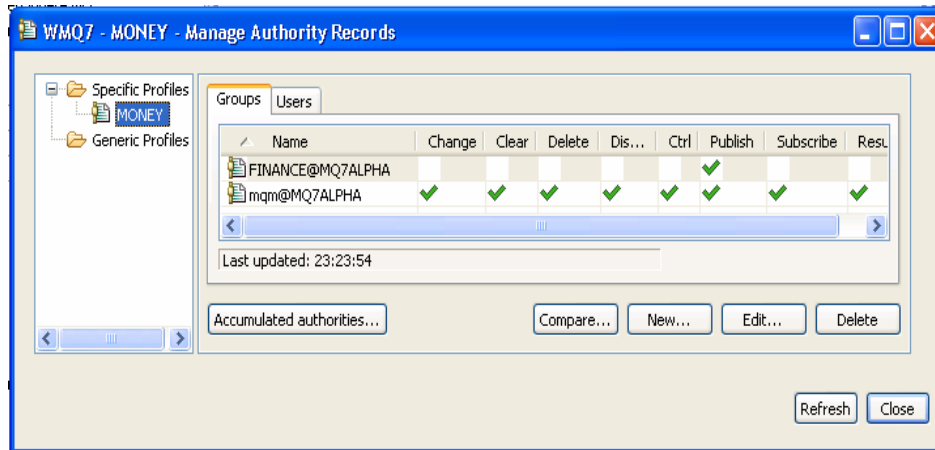 WMQ7 - MONEY - Manage Authority Records
Specific Profiles
MONEY
Generic Profiles
Groups Users
Name Change Clear Delete Dis... Ctrl Publish Subscribe Resu
FINANCE@MQ7ALPHA
mqm@MQ7ALPHA
Last updated: 23:23:54
Accumulated authorities... Compare... New... Edit... Delete
Refresh Close